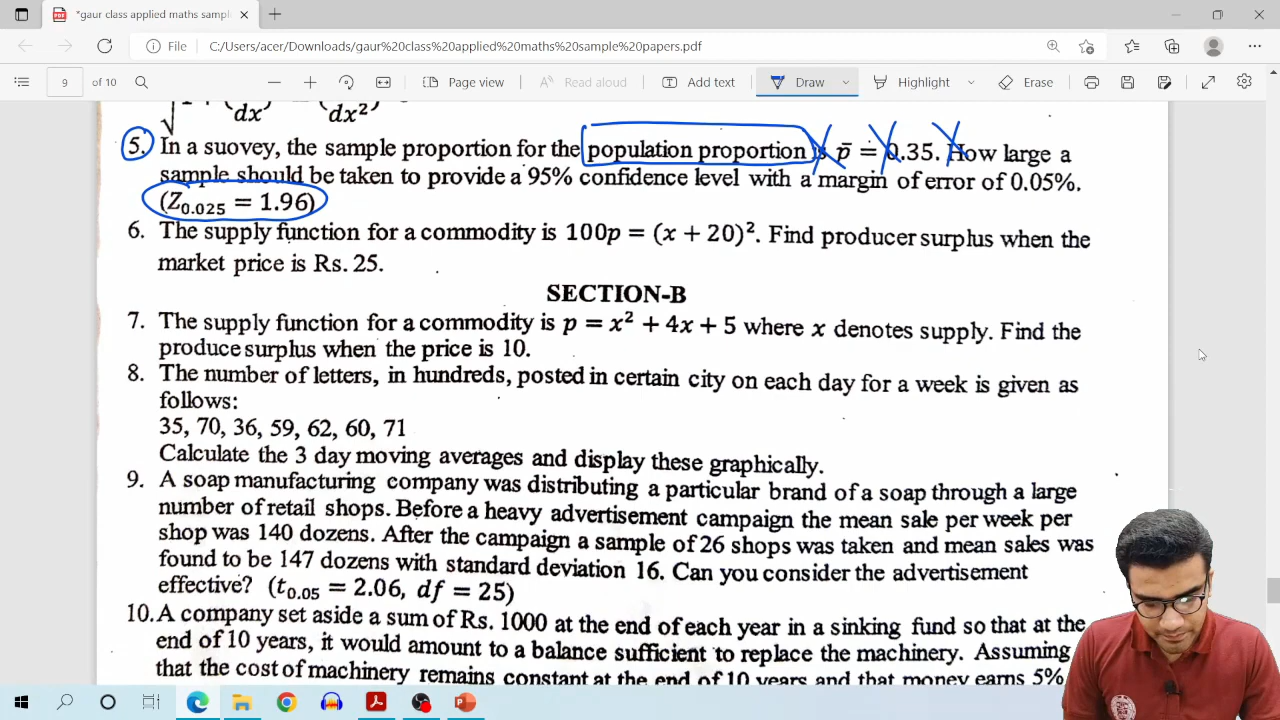 *gaur class applied maths sampl
File C:/Users/acer/Downloads/gaur%20class%20applied%20maths%20sample%20papers.pdf
9 of 10 Page view Read aloud Add text Draw Highlight Erase
dx dx²
5. In a suovey, the sample proportion for the population proportion is p̄ = 0.35. How large a
sample should be taken to provide a 95% confidence level with a margin of error of 0.05%.
(Z₀.₀₂₅ = 1.96)
6. The supply function for a commodity is 100p = (x + 20)². Find producer surplus when the
market price is Rs. 25.
SECTION-B
7. The supply function for a commodity is p = x² + 4x + 5 where x denotes supply. Find the
produce surplus when the price is 10.
8. The number of letters, in hundreds, posted in certain city on each day for a week is given as
follows:
35, 70, 36, 59, 62, 60, 71
Calculate the 3 day moving averages and display these graphically.
9. A soap manufacturing company was distributing a particular brand of a soap through a large
number of retail shops. Before a heavy advertisement campaign the mean sale per week per
shop was 140 dozens. After the campaign a sample of 26 shops was taken and mean sales was
found to be 147 dozens with standard deviation 16. Can you consider the advertisement
effective? (t₀.₀₅ = 2.06, df = 25)
10. A company set aside a sum of Rs. 1000 at the end of each year in a sinking fund so that at the
end of 10 years, it would amount to a balance sufficient to replace the machinery. Assuming
that the cost of machinery remains constant at the end of 10 years and that money earns 5%